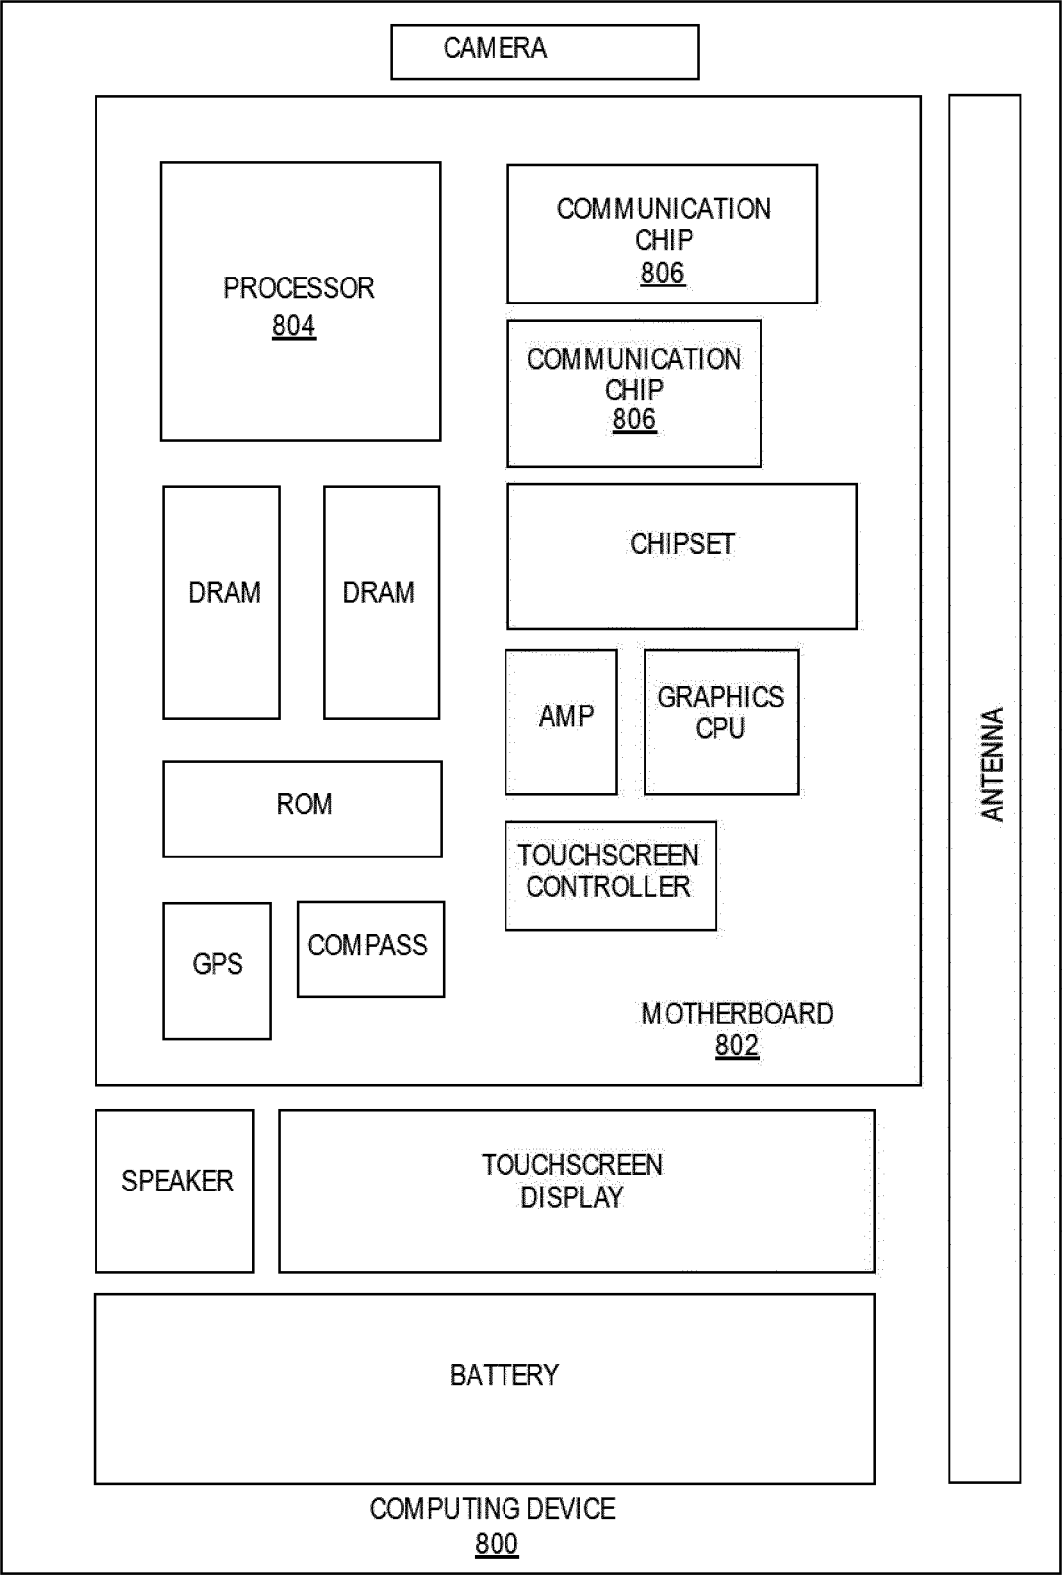 CAMERA
PROCESSOR
804
COMMUNICATION
CHIP
806
COMMUNICATION
CHIP
806
DRAM
DRAM
CHIPSET
AMP
GRAPHICS
CPU
ROM
TOUCHSCREEN
CONTROLLER
GPS
COMPASS
MOTHERBOARD
802
ANTENNA
SPEAKER
TOUCHSCREEN
DISPLAY
BATTERY
COMPUTING DEVICE
800